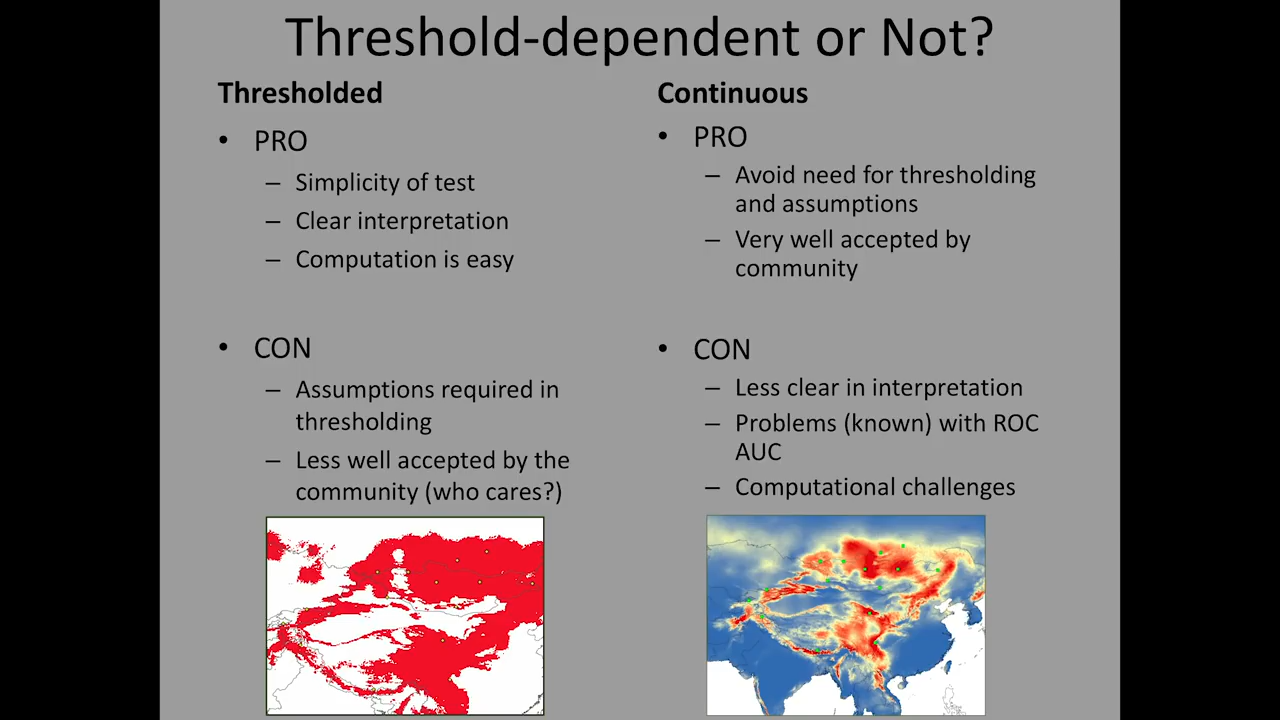 Threshold-dependent or Not?
Thresholded
• PRO
– Simplicity of test
– Clear interpretation
– Computation is easy
• CON
– Assumptions required in
thresholding
– Less well accepted by the
community (who cares?)
Continuous
• PRO
– Avoid need for thresholding
and assumptions
– Very well accepted by
community
• CON
– Less clear in interpretation
– Problems (known) with ROC
AUC
– Computational challenges